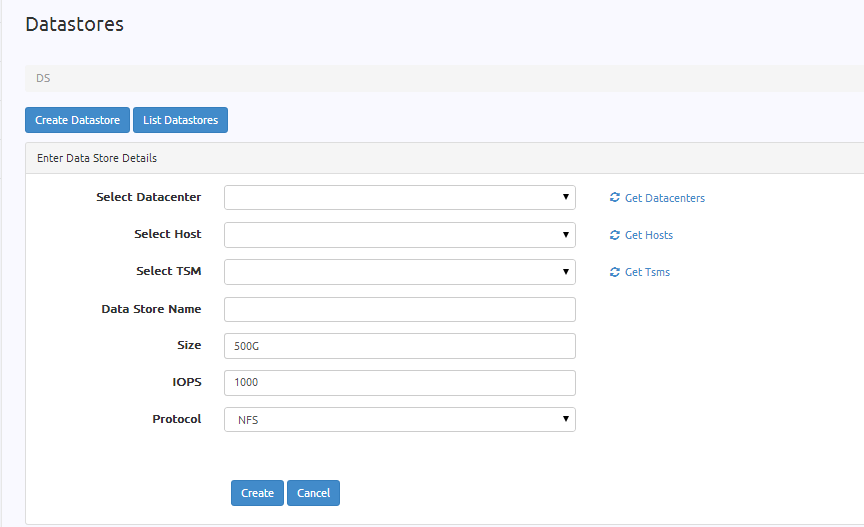 Datastores
DS
Create Datastore List Datastores
Enter Data Store Details
Select Datacenter Get Datacenters
Select Host Get Hosts
Select TSM Get Tsms
Data Store Name
Size 500G
IOPS 1000
Protocol NFS
Create Cancel